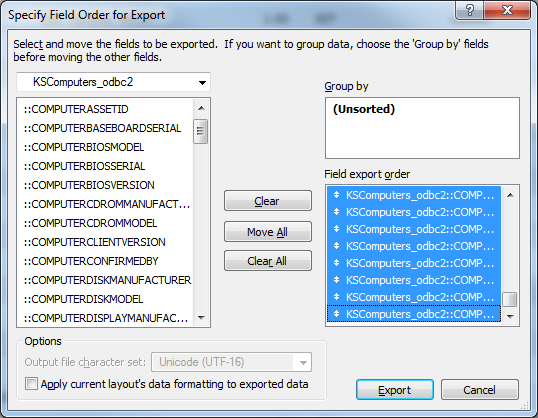 Specify Field Order for Export
Select and move the fields to be exported.  If you want to group data, choose the 'Group by' fields
before moving the other fields.
KSComputers_odbc2
::COMPUTERASSETID
::COMPUTERBASEBOARDSERIAL
::COMPUTERBIOSMODEL
::COMPUTERBIOSSERIAL
::COMPUTERBIOSVERSION
::COMPUTERCDROMMANUFACT...
::COMPUTERCDROMMODEL
::COMPUTERCLIENTVERSION
::COMPUTERCONFIRMEDBY
::COMPUTERDISKMANUFACTURER
::COMPUTERDISKMODEL
::COMPUTERDISPLAYMANUFAC...
Clear
Move All
Clear All
Group by
(Unsorted)
Field export order
KSComputers_odbc2::COMP...
KSComputers_odbc2::COMP...
KSComputers_odbc2::COMP...
KSComputers_odbc2::COMP...
KSComputers_odbc2::COMP...
KSComputers_odbc2::COMP...
KSComputers_odbc2::COMP...
KSComputers_odbc2::COMP...
Options
Output file character set:
Unicode (UTF-16)
Apply current layout's data formatting to exported data
Export
Cancel